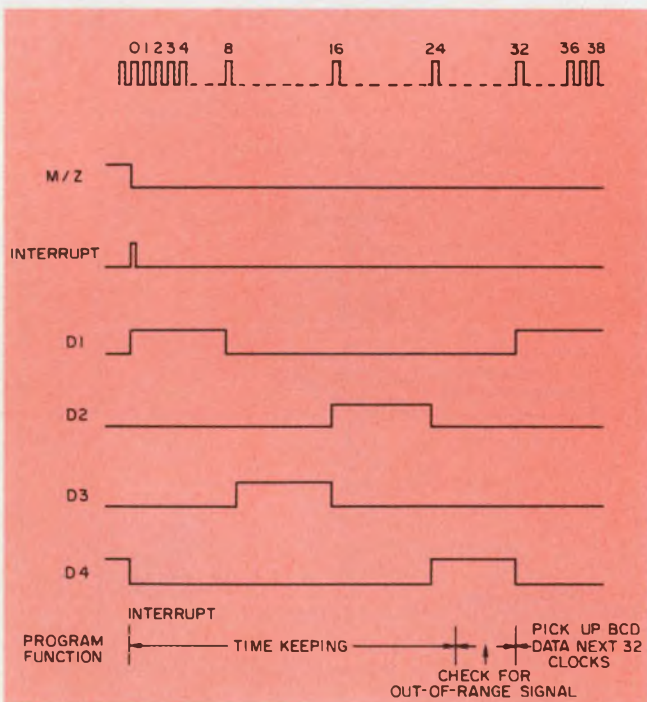 0 1 2 3 4 8 16 24 32 36 38
M/Z
INTERRUPT
D1
D2
D3
D4
INTERRUPT
PROGRAM FUNCTION
TIME KEEPING
CHECK FOR
OUT-OF-RANGE SIGNAL
PICK UP BCD
DATA NEXT 32
CLOCKS